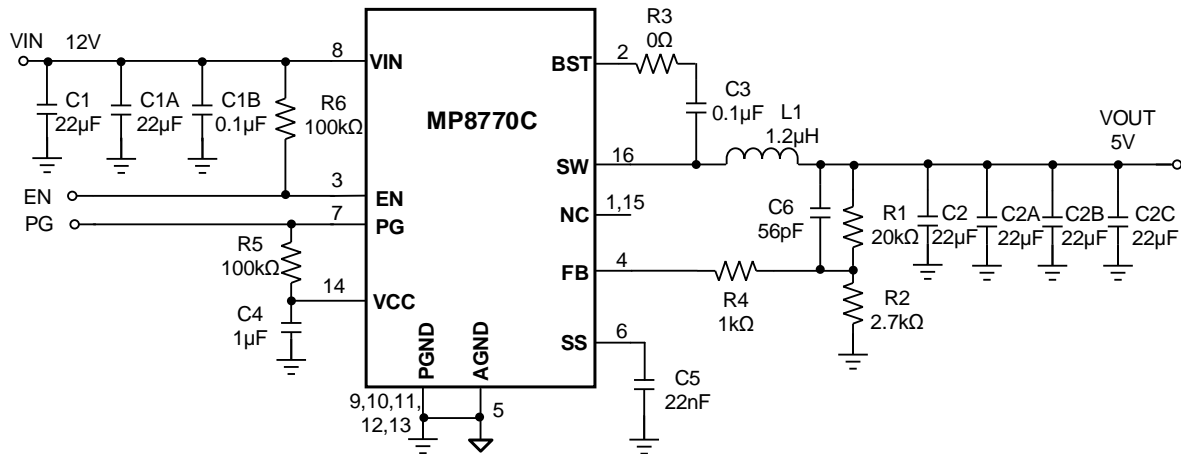 VIN 12V
8
VIN
C1
22µF
C1A
22µF
C1B
0.1µF
R6
100kΩ
EN
3
EN
PG
7
PG
R5
100kΩ
14
VCC
C4
1µF
MP8770C
PGND
AGND
9,10,11,
12,13
5
BST
2
R3
0Ω
C3
0.1µF
L1
1.2µH
SW
16
NC
1,15
VOUT
5V
C6
56pF
R1
20kΩ
C2
22µF
C2A
22µF
C2B
22µF
C2C
22µF
FB
4
R4
1kΩ
R2
2.7kΩ
SS
6
C5
22nF